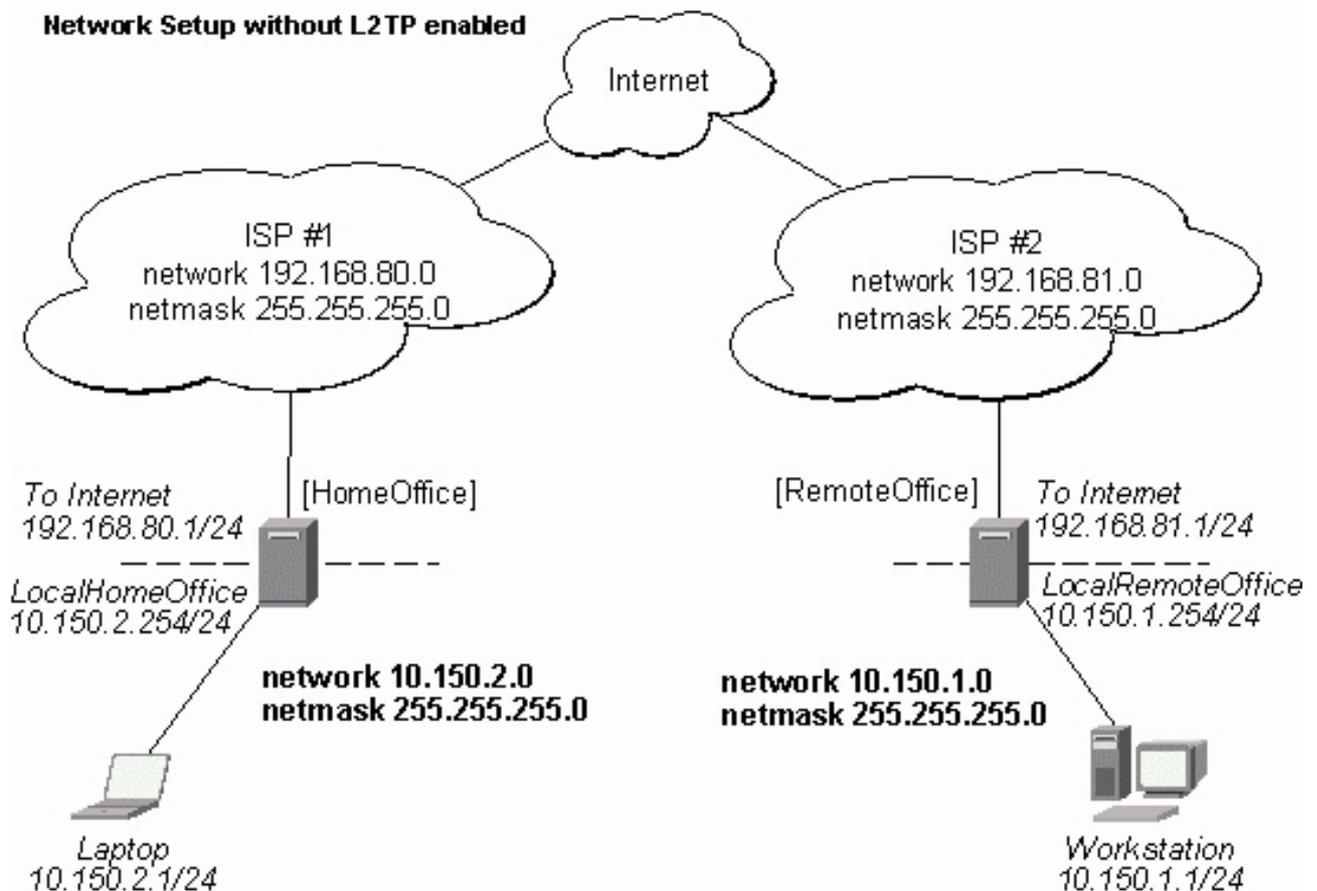 Network Setup without L2TP enabled
Internet
ISP #1
network 192.168.80.0
netmask 255.255.255.0
ISP #2
network 192.168.81.0
netmask 255.255.255.0
To Internet
192.168.80.1/24
[HomeOffice]
[RemoteOffice]
To Internet
192.168.81.1/24
LocalHomeOffice
10.150.2.254/24
LocalRemoteOffice
10.150.1.254/24
network 10.150.2.0
netmask 255.255.255.0
network 10.150.1.0
netmask 255.255.255.0
Laptop
10.150.2.1/24
Workstation
10.150.1.1/24